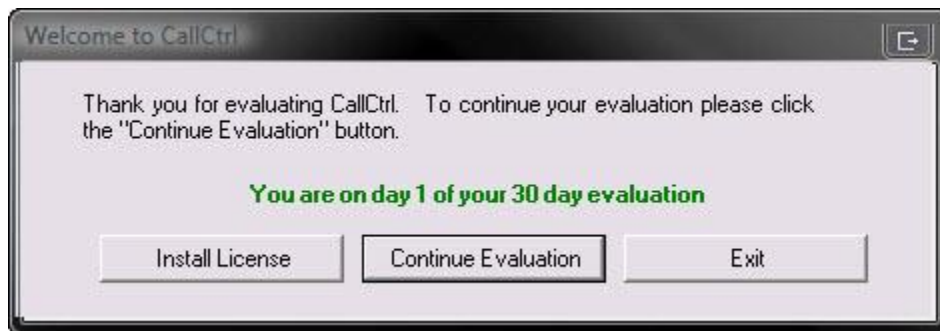 Welcome to CallCtrl
Thank you for evaluating CallCtrl.   To continue your evaluation please click
the "Continue Evaluation" button.
You are on day 1 of your 30 day evaluation
Install License
Continue Evaluation
Exit